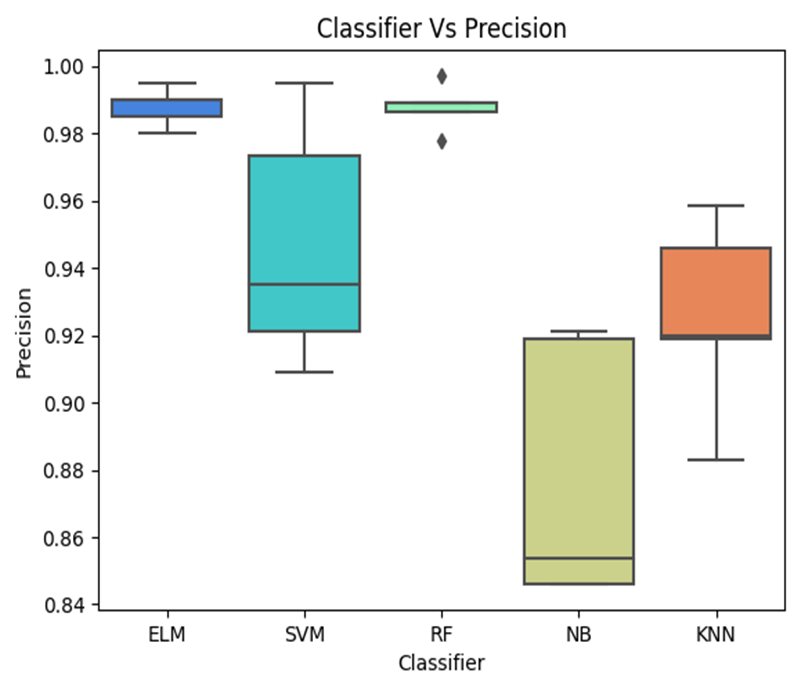 Classifier Vs Precision
1.00
0.98
0.96
0.94
0.92
0.90
0.88
0.86
0.84
Precision
ELM SVM RF NB KNN
Classifier